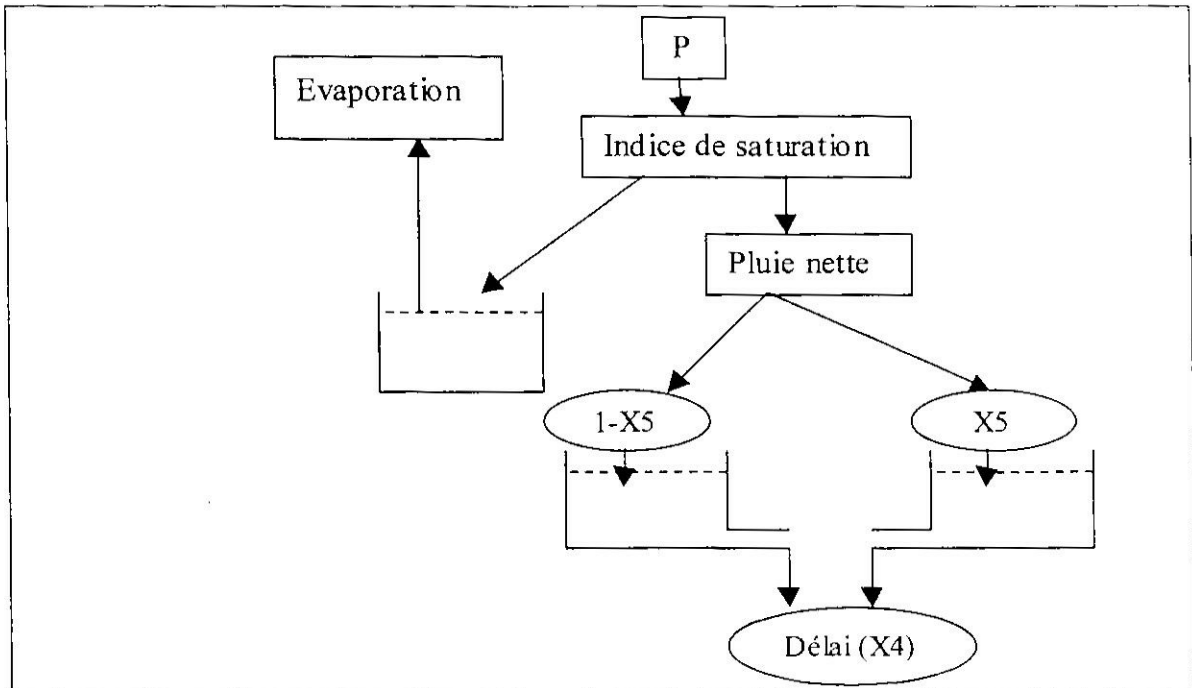 P
Evaporation
Indice de saturation
Pluie nette
1-X5
X5
Délai (X4)